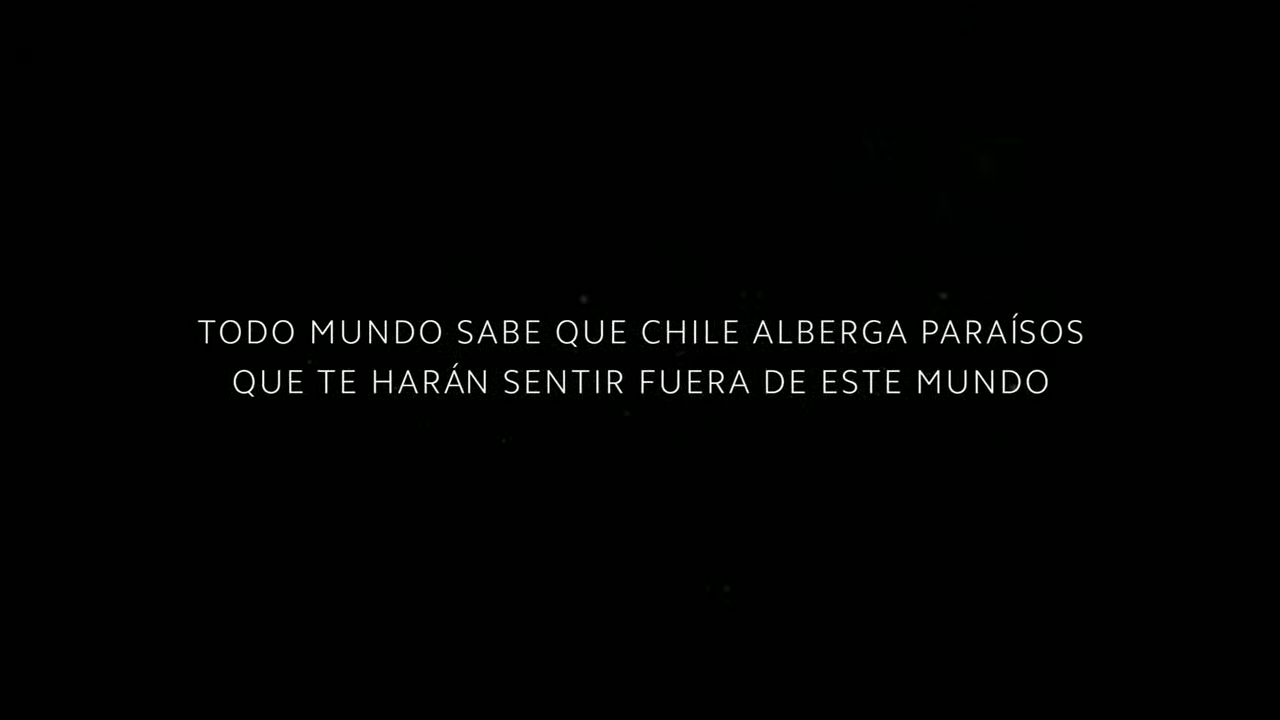 TODO MUNDO SABE QUE CHILE ALBERGA PARAÍSOS
QUE TE HARÁN SENTIR FUERA DE ESTE MUNDO